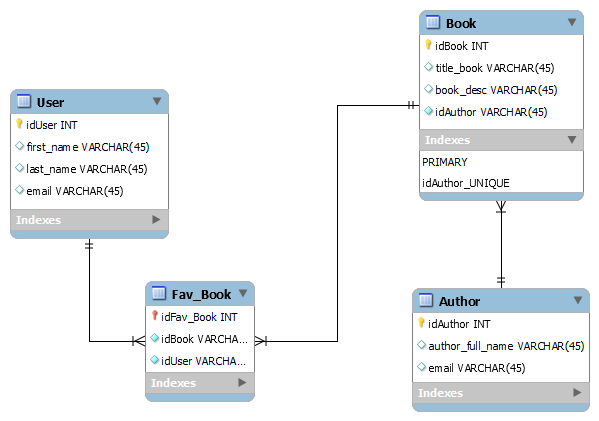 User
idUser INT
first_name VARCHAR(45)
last_name VARCHAR(45)
email VARCHAR(45)
Indexes
Book
idBook INT
title_book VARCHAR(45)
book_desc VARCHAR(45)
idAuthor VARCHAR(45)
Indexes
PRIMARY
idAuthor_UNIQUE
Fav_Book
idFav_Book INT
idBook VARCHA...
idUser VARCHA...
Indexes
Author
idAuthor INT
author_full_name VARCHAR(45)
email VARCHAR(45)
Indexes